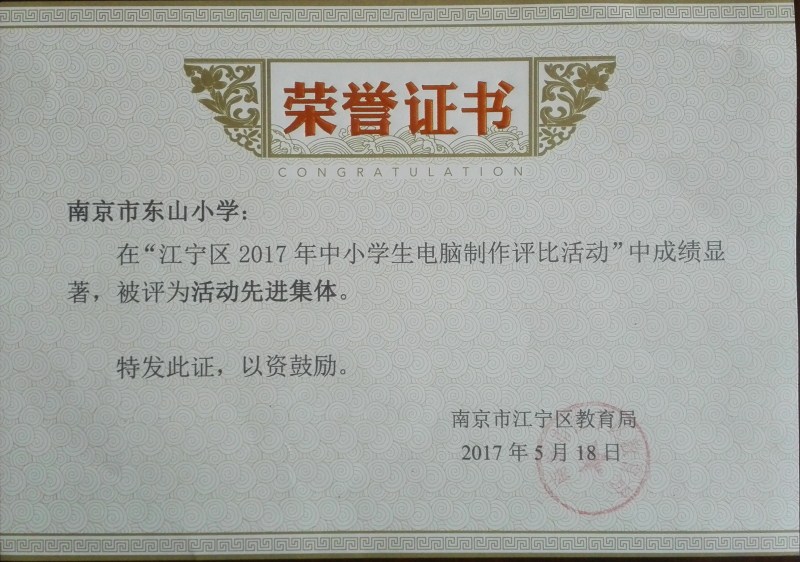 荣誉证书
CONGRATULATION
南京市东山小学：
在“江宁区 2017 年中小学生电脑制作评比活动”中成绩显
著，被评为活动先进集体。
特发此证，以资鼓励。
南京市江宁区教育局
2017 年 5 月 18 日